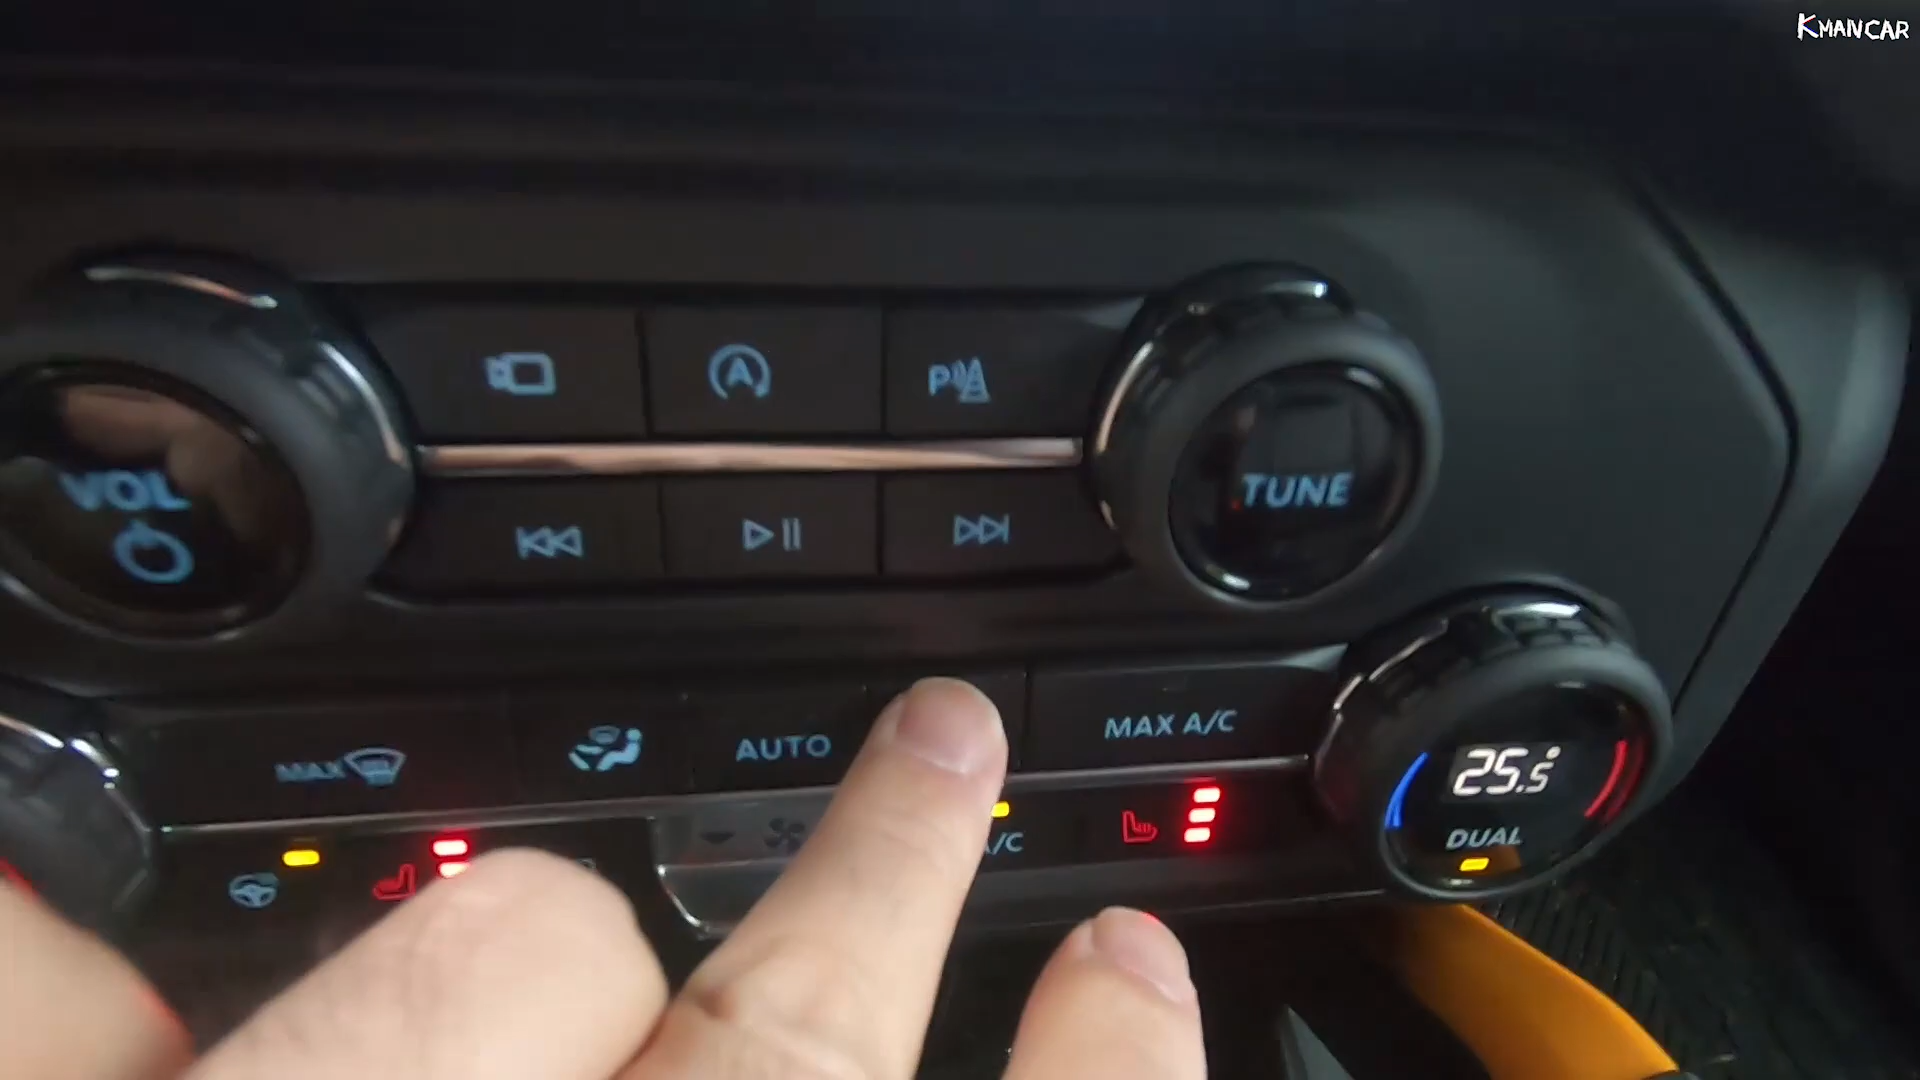 KMANCAR
A
P
VOL
TUNE
MAX
AUTO
MAX A/C
25.5°
A/C
DUAL